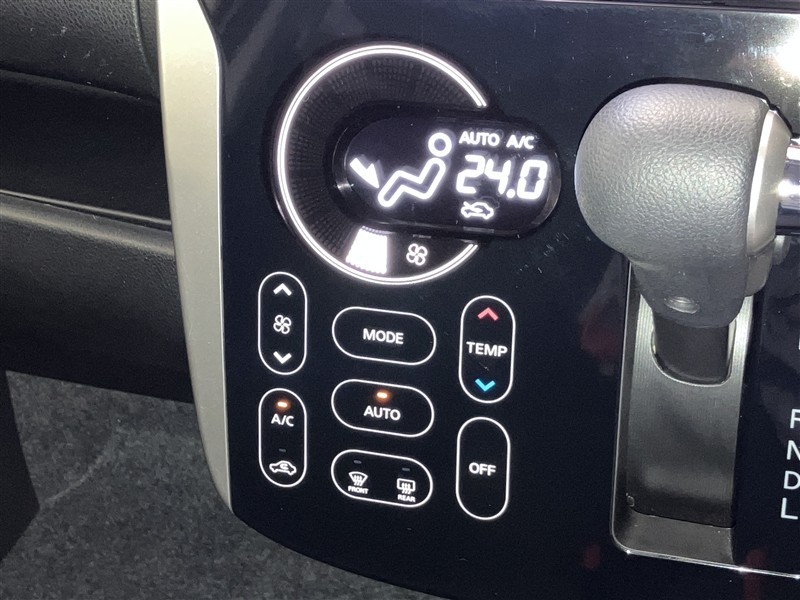 AUTO A/C
24.0
MODE
TEMP
A/C
AUTO
OFF
FRONT
REAR
N
D
L